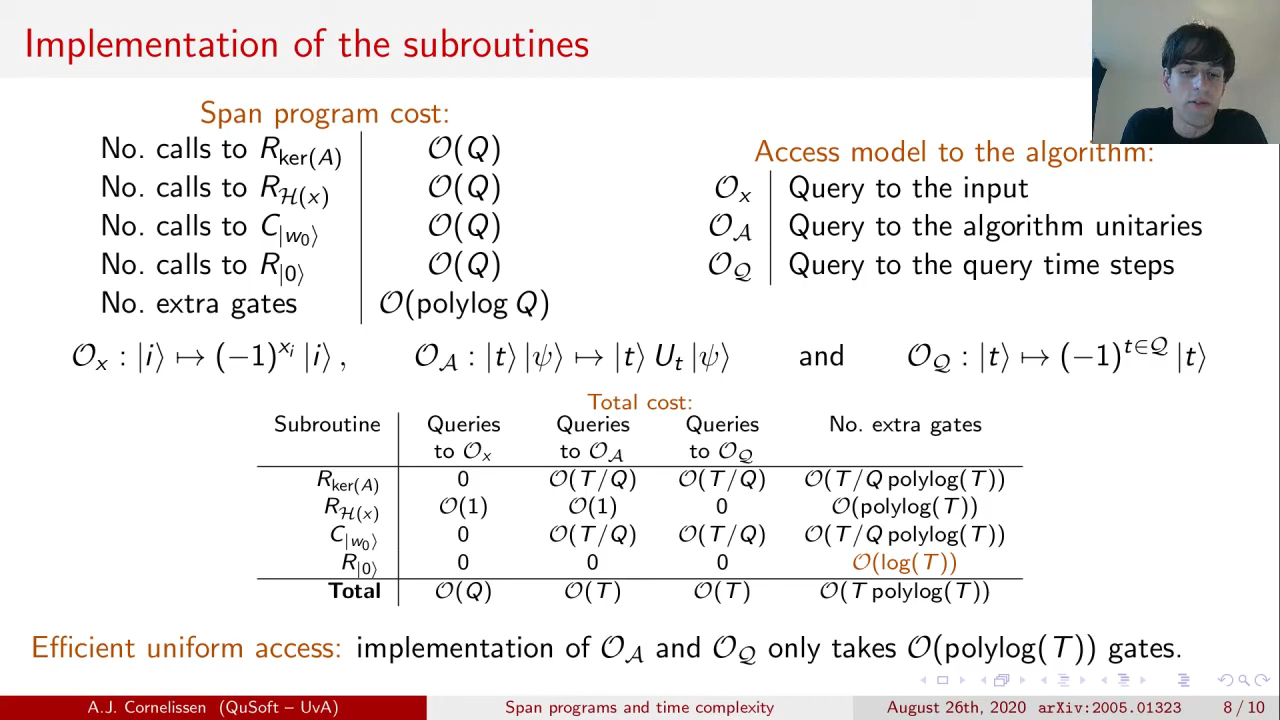 Implementation of the subroutines
Span program cost:
No. calls to R_ker(A) O(Q)
No. calls to R_H(x) O(Q)
No. calls to C_|w₀⟩ O(Q)
No. calls to R_|0⟩ O(Q)
No. extra gates O(polylog Q)
Access model to the algorithm:
O_x Query to the input
O_A Query to the algorithm unitaries
O_Q Query to the query time steps
O_x : |i⟩ ↦ (−1)^{x_i} |i⟩ , O_A : |t⟩ |ψ⟩ ↦ |t⟩ U_t |ψ⟩ and O_Q : |t⟩ ↦ (−1)^{t∈Q} |t⟩
Total cost:
Subroutine Queries Queries Queries No. extra gates
to O_x to O_A to O_Q
R_ker(A) 0 O(T/Q) O(T/Q) O(T/Q polylog(T))
R_H(x) O(1) O(1) 0 O(polylog(T))
C_|w₀⟩ 0 O(T/Q) O(T/Q) O(T/Q polylog(T))
R_|0⟩ 0 0 0 O(log(T))
Total O(Q) O(T) O(T) O(T polylog(T))
Efficient uniform access: implementation of O_A and O_Q only takes O(polylog(T)) gates.
A.J. Cornelissen (QuSoft – UvA) Span programs and time complexity August 26th, 2020 arXiv:2005.01323 8 / 10